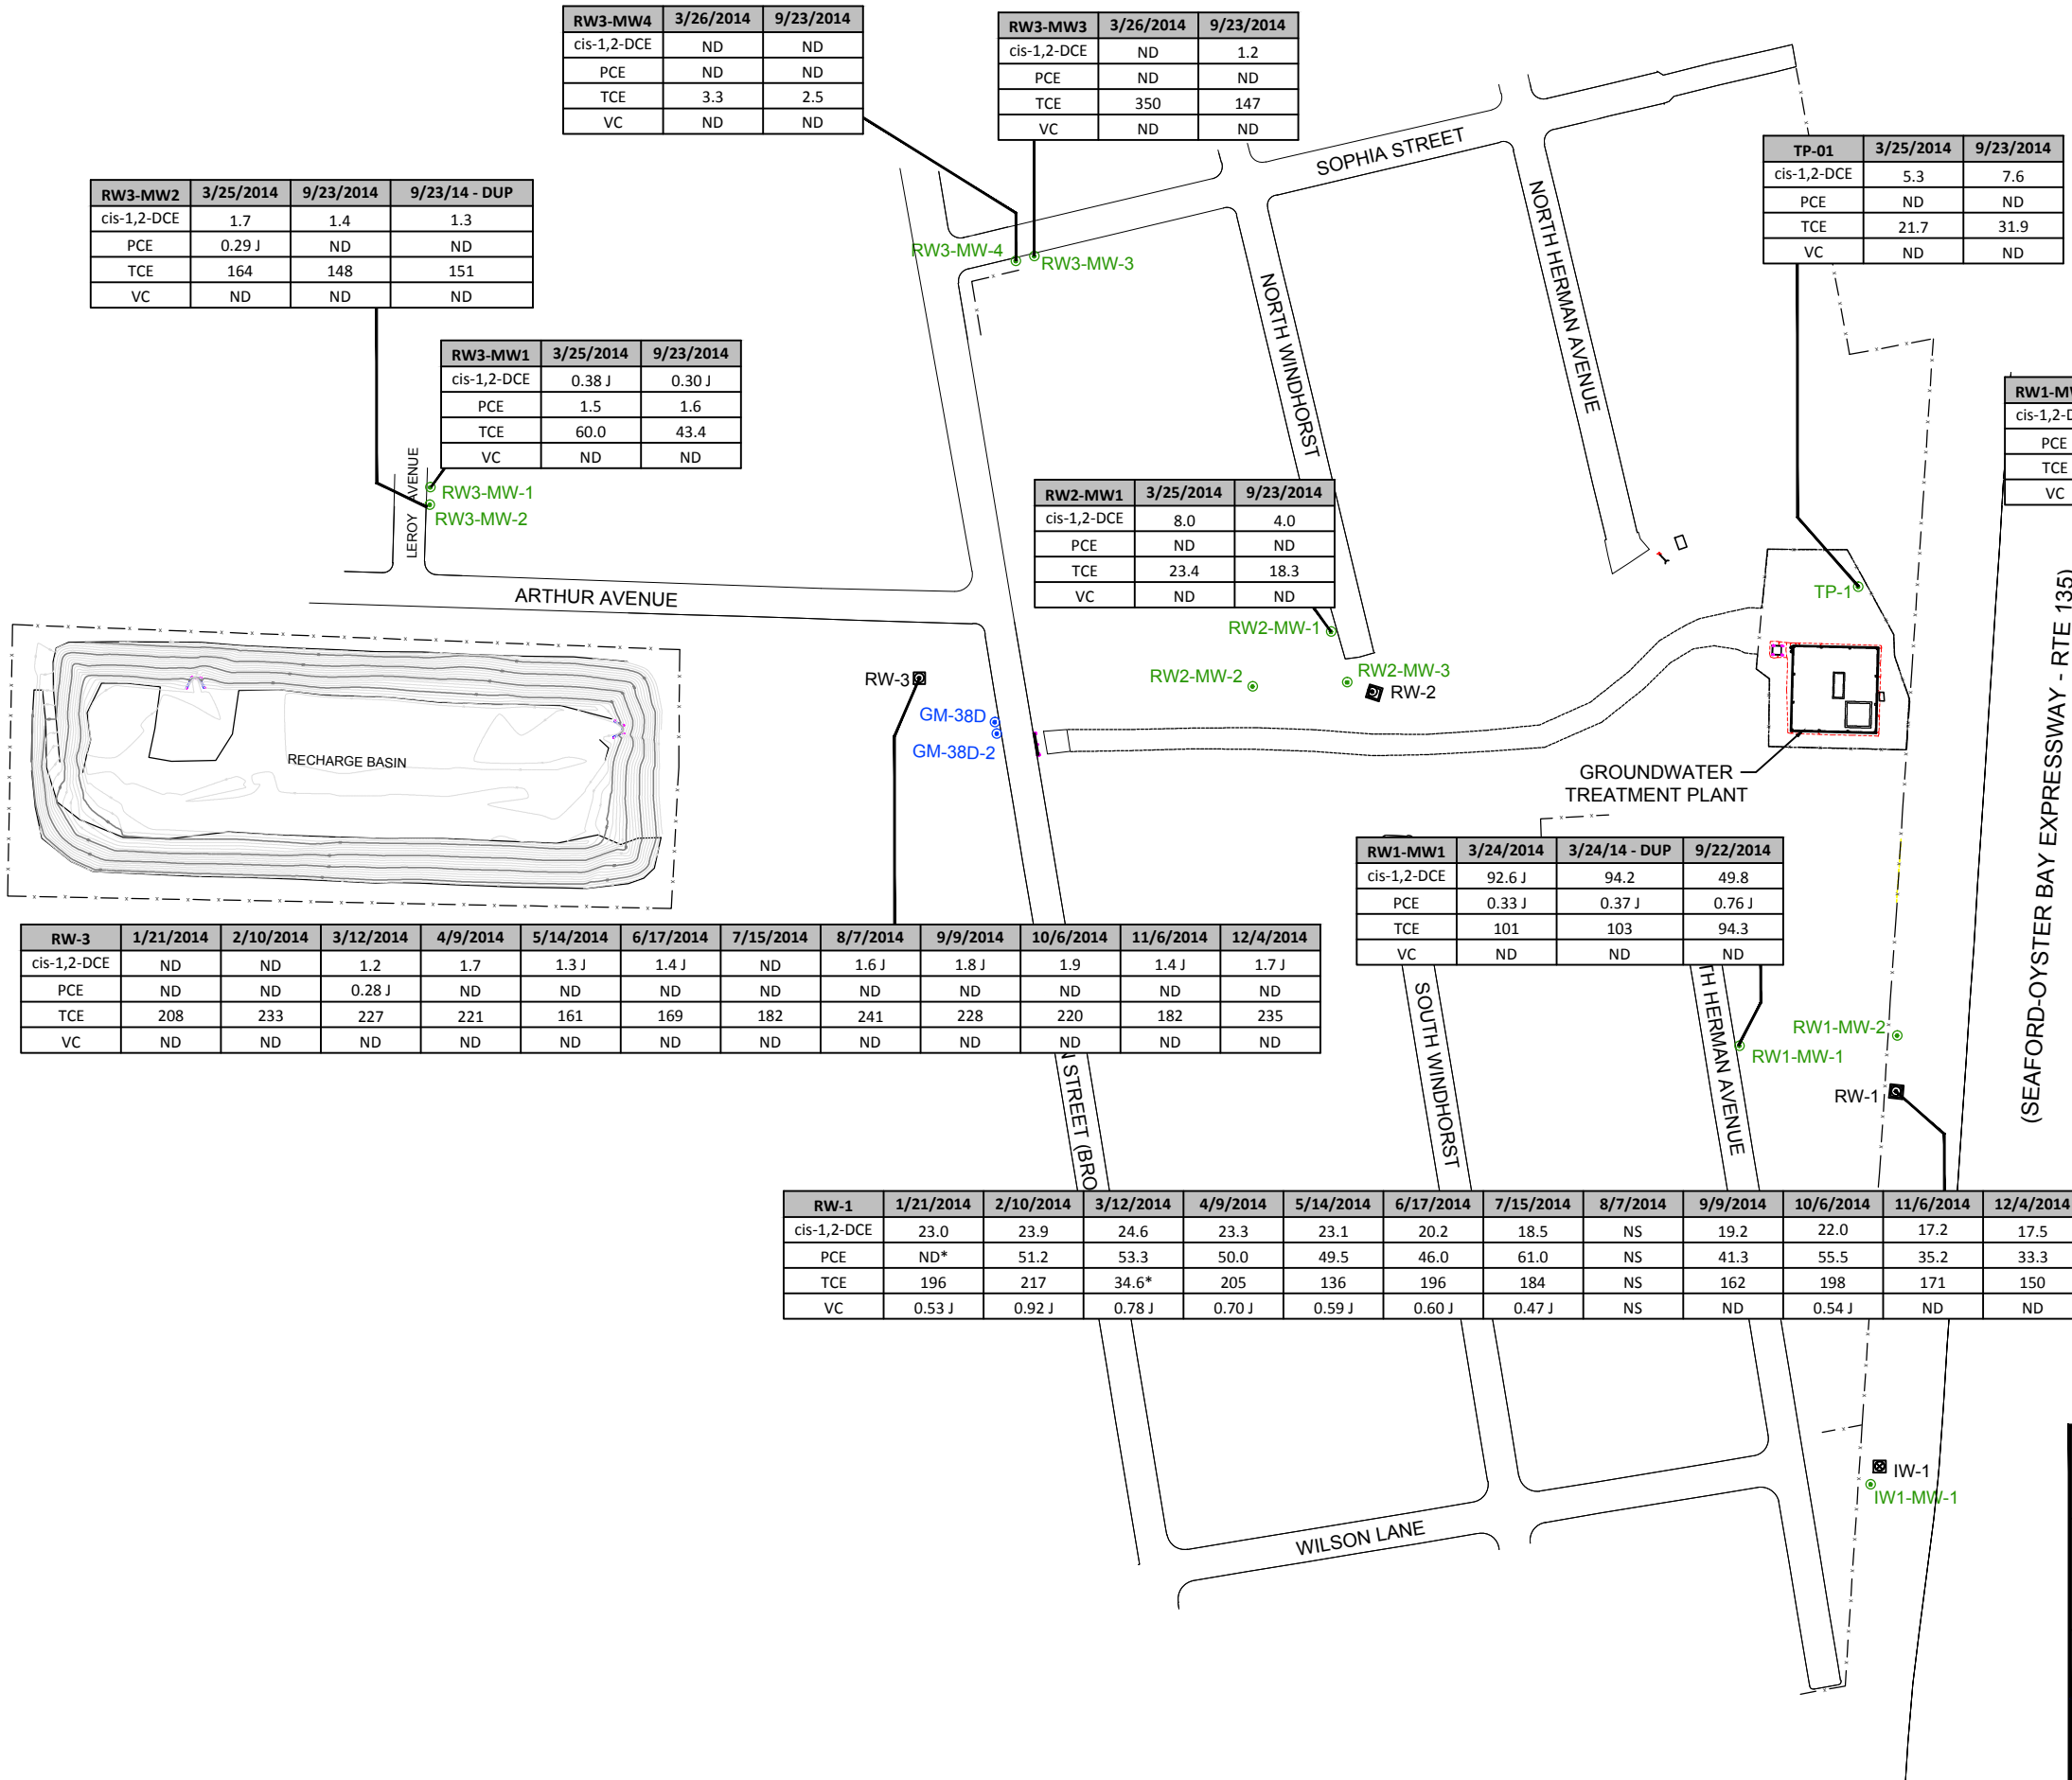 RW3-MW4 3/26/2014 9/23/2014
cis-1,2-DCE ND ND
PCE ND ND
TCE 3.3 2.5
VC ND ND
RW3-MW3 3/26/2014 9/23/2014
cis-1,2-DCE ND 1.2
PCE ND ND
TCE 350 147
VC ND ND
SOPHIA STREET
TP-01 3/25/2014 9/23/2014
cis-1,2-DCE 5.3 7.6
PCE ND ND
TCE 21.7 31.9
VC ND ND
RW3-MW2 3/25/2014 9/23/2014 9/23/14 - DUP
cis-1,2-DCE 1.7 1.4 1.3
PCE 0.29 J ND ND
TCE 164 148 151
VC ND ND ND
RW3-MW-4
RW3-MW-3
NORTH HERMAN AVENUE
NORTH WINDHORST
RW3-MW1 3/25/2014 9/23/2014
cis-1,2-DCE 0.38 J 0.30 J
PCE 1.5 1.6
TCE 60.0 43.4
VC ND ND
RW1-MW
cis-1,2-D
PCE
TCE
VC
LEROY AVENUE
RW3-MW-1
RW3-MW-2
RW2-MW1 3/25/2014 9/23/2014
cis-1,2-DCE 8.0 4.0
PCE ND ND
TCE 23.4 18.3
VC ND ND
ARTHUR AVENUE
TP-1
RW2-MW-1
RW2-MW-2
RW2-MW-3
RW-2
RW-3
GM-38D
GM-38D-2
RECHARGE BASIN
GROUNDWATER
TREATMENT PLANT
(SEAFORD-OYSTER BAY EXPRESSWAY - RTE 135)
RW1-MW1 3/24/2014 3/24/14 - DUP 9/22/2014
cis-1,2-DCE 92.6 J 94.2 49.8
PCE 0.33 J 0.37 J 0.76 J
TCE 101 103 94.3
VC ND ND ND
RW-3 1/21/2014 2/10/2014 3/12/2014 4/9/2014 5/14/2014 6/17/2014 7/15/2014 8/7/2014 9/9/2014 10/6/2014 11/6/2014 12/4/2014
cis-1,2-DCE ND ND 1.2 1.7 1.3 J 1.4 J ND 1.6 J 1.8 J 1.9 1.4 J 1.7 J
PCE ND ND 0.28 J ND ND ND ND ND ND ND ND ND
TCE 208 233 227 221 161 169 182 241 228 220 182 235
VC ND ND ND ND ND ND ND ND ND ND ND ND
SOUTH WINDHORST
TH HERMAN AVENUE
RW1-MW-2
RW1-MW-1
RW-1
N STREET (BRO
RW-1 1/21/2014 2/10/2014 3/12/2014 4/9/2014 5/14/2014 6/17/2014 7/15/2014 8/7/2014 9/9/2014 10/6/2014 11/6/2014 12/4/2014
cis-1,2-DCE 23.0 23.9 24.6 23.3 23.1 20.2 18.5 NS 19.2 22.0 17.2 17.5
PCE ND* 51.2 53.3 50.0 49.5 46.0 61.0 NS 41.3 55.5 35.2 33.3
TCE 196 217 34.6* 205 136 196 184 NS 162 198 171 150
VC 0.53 J 0.92 J 0.78 J 0.70 J 0.59 J 0.60 J 0.47 J NS ND 0.54 J ND ND
IW-1
IW1-MW-1
WILSON LANE